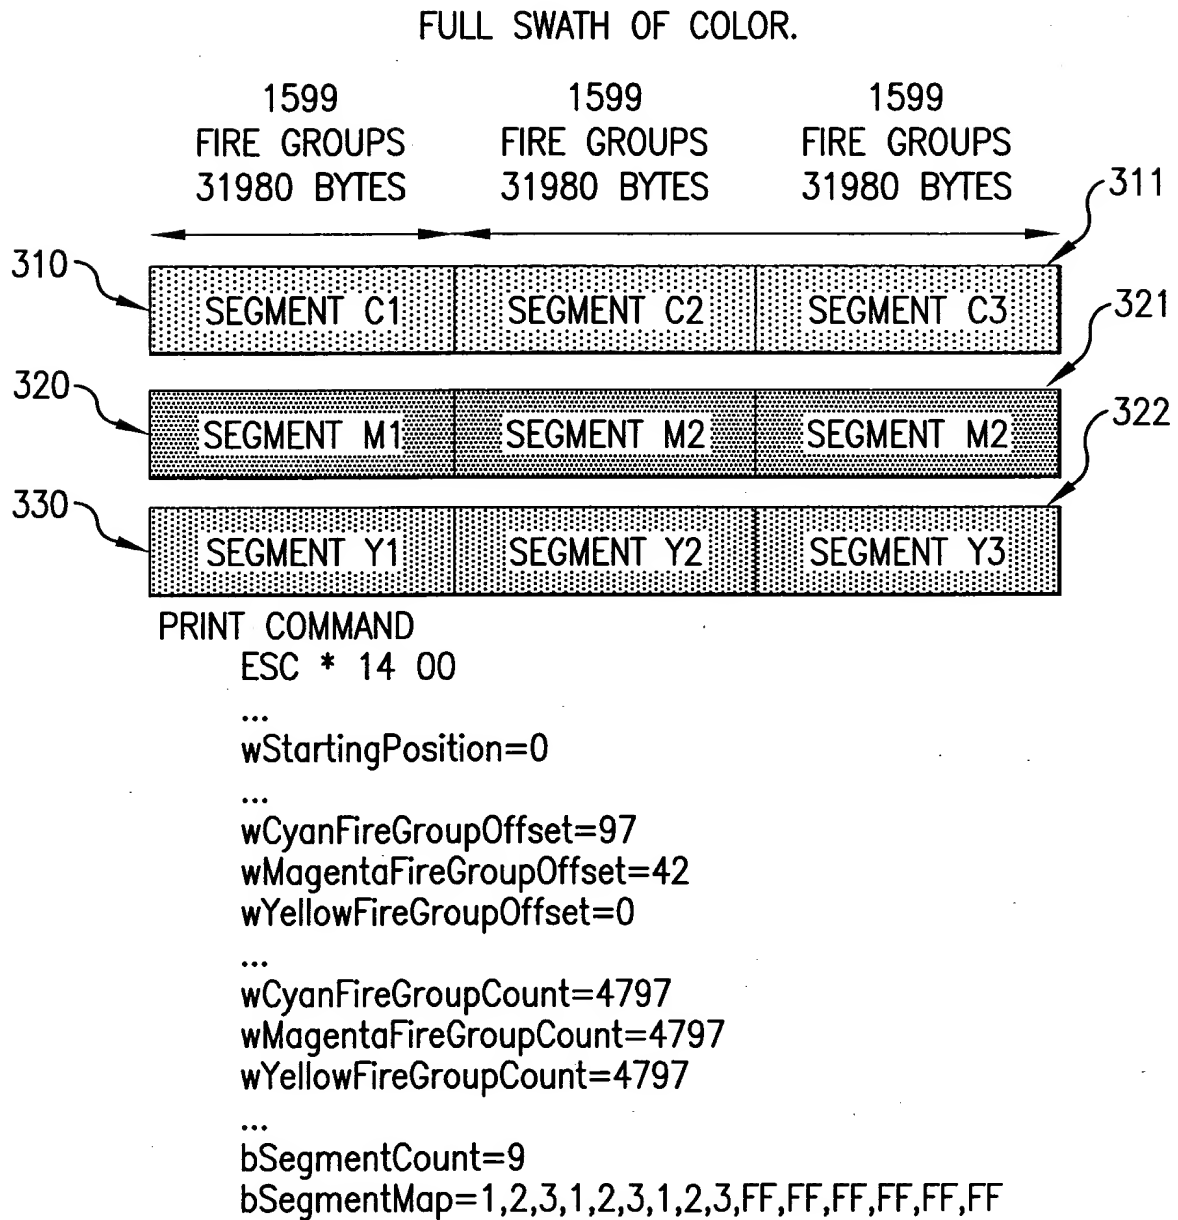 FULL SWATH OF COLOR.
1599 1599 1599
FIRE GROUPS FIRE GROUPS FIRE GROUPS
31980 BYTES 31980 BYTES 31980 BYTES
311
310
SEGMENT C1 SEGMENT C2 SEGMENT C3
321
320
SEGMENT M1 SEGMENT M2 SEGMENT M2
322
330
SEGMENT Y1 SEGMENT Y2 SEGMENT Y3
PRINT COMMAND
ESC * 14 00
...
wStartingPosition=0
...
wCyanFireGroupOffset=97
wMagentaFireGroupOffset=42
wYellowFireGroupOffset=0
...
wCyanFireGroupCount=4797
wMagentaFireGroupCount=4797
wYellowFireGroupCount=4797
...
bSegmentCount=9
bSegmentMap=1,2,3,1,2,3,1,2,3,FF,FF,FF,FF,FF,FF